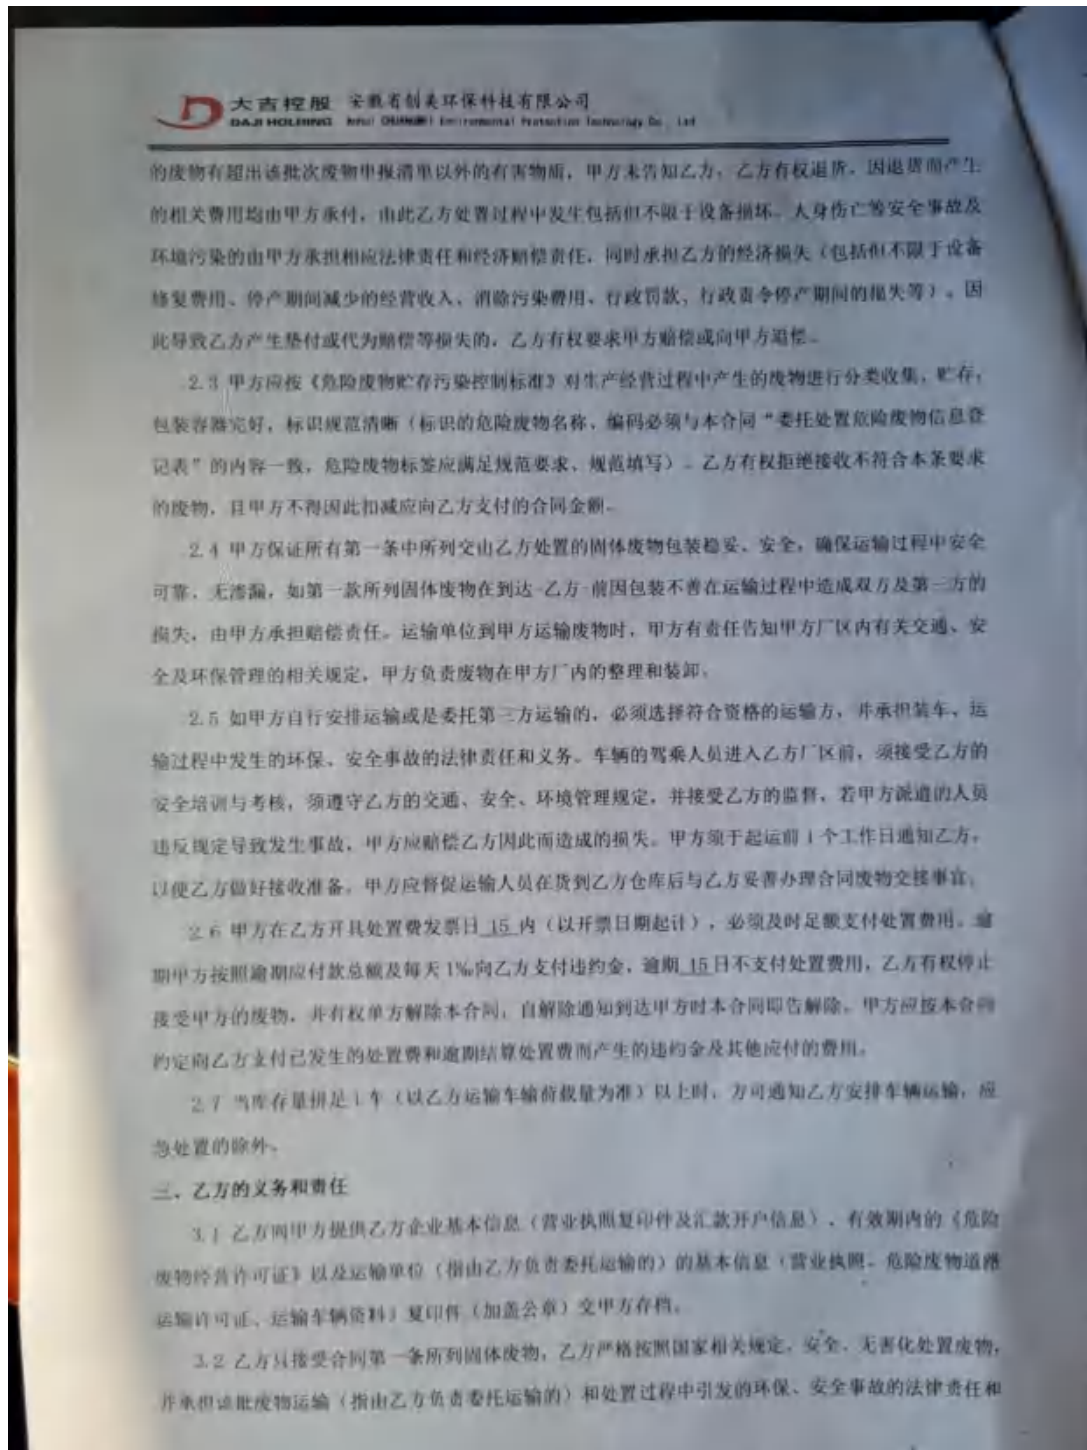 大吉控股 安徽省创美环保科技有限公司
DAJI HOLDING Anhui CHUANGMEI Environmental Protection Technology Co., Ltd
的废物有超出该批次废物申报清单以外的有害物质，甲方未告知乙方，乙方有权退货，因退货而产生
的相关费用均由甲方承付，由此乙方处置过程中发生包括但不限于设备损坏、人身伤亡等安全事故及
环境污染的由甲方承担相应法律责任和经济赔偿责任，同时承担乙方的经济损失（包括但不限于设备
修复费用、停产期间减少的经营收入、消除污染费用、行政罚款、行政责令停产期间的损失等）。因
此导致乙方产生垫付或代为赔偿等损失的，乙方有权要求甲方赔偿或向甲方追偿。
2.3 甲方应按《危险废物贮存污染控制标准》对生产经营过程中产生的废物进行分类收集，贮存，
包装容器完好，标识规范清晰（标识的危险废物名称、编码必须与本合同“委托处置危险废物信息登
记表”的内容一致，危险废物标签应满足规范要求、规范填写）。乙方有权拒绝接收不符合本条要求
的废物，且甲方不得因此扣减应向乙方支付的合同金额。
2.4 甲方保证所有第一条中所列交由乙方处置的固体废物包装稳妥、安全，确保运输过程中安全
可靠、无渗漏，如第一款所列固体废物在到达 乙方 前因包装不善在运输过程中造成双方及第三方的
损失，由甲方承担赔偿责任。运输单位到甲方运输废物时，甲方有责任告知甲方厂区内有关交通、安
全及环保管理的相关规定，甲方负责废物在甲方厂内的整理和装卸。
2.5 如甲方自行安排运输或是委托第三方运输的，必须选择符合资格的运输方，并承担装车、运
输过程中发生的环保、安全事故的法律责任和义务。车辆的驾乘人员进入乙方厂区前，须接受乙方的
安全培训与考核，须遵守乙方的交通、安全、环境管理规定，并接受乙方的监督，若甲方派遣的人员
违反规定导致发生事故，甲方应赔偿乙方因此而造成的损失。甲方须于起运前 1 个工作日通知乙方，
以便乙方做好接收准备。甲方应督促运输人员在货到乙方仓库后与乙方妥善办理合同废物交接事宜。
2.6 甲方在乙方开具处置费发票日 15 内（以开票日期起计），必须及时足额支付处置费用。逾
期甲方按照逾期应付款总额及每天1‰向乙方支付违约金，逾期 15 日不支付处置费用，乙方有权停止
接受甲方的废物，并有权单方解除本合同，自解除通知到达甲方时本合同即告解除。甲方应按本合同
约定向乙方支付已发生的处置费和逾期结算处置费而产生的违约金及其他应付的费用。
2.7 当库存量拼足 1 车（以乙方运输车输荷载量为准）以上时，方可通知乙方安排车辆运输，应
急处置的除外。
三、乙方的义务和责任
3.1 乙方向甲方提供乙方企业基本信息（营业执照复印件及汇款开户信息）、有效期内的《危险
废物经营许可证》以及运输单位（指由乙方负责委托运输的）的基本信息（营业执照、危险废物道路
运输许可证、运输车辆资料）复印件（加盖公章）交甲方存档。
3.2 乙方只接受合同第一条所列固体废物，乙方严格按照国家相关规定，安全、无害化处置废物，
并承担该批废物运输（指由乙方负责委托运输的）和处置过程中引发的环保、安全事故的法律责任和